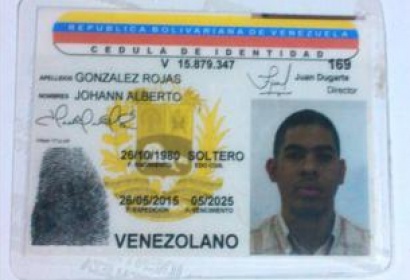 REPUBLICA BOLIVARIANA DE VENEZUELA
CEDULA DE IDENTIDAD
V 15.879.347 169
APELLIDOS GONZALEZ ROJAS
Juan Dugarte
Director
NOMBRES JOHANN ALBERTO
26/10/1980 SOLTERO
F. NACIMIENTO EDO CIVIL
26/05/2015 05/2025
F. EXPEDICION F. VENCIMIENTO
VENEZOLANO